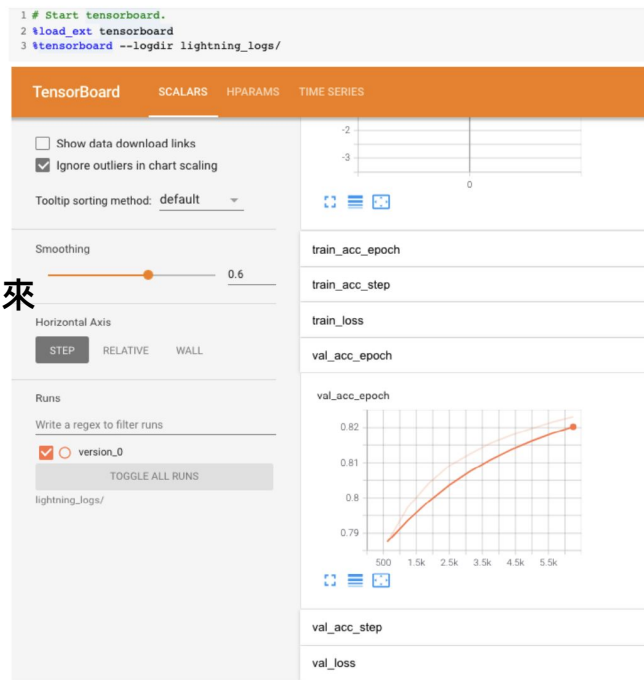 1 # Start tensorboard.
2 %load_ext tensorboard
3 %tensorboard --logdir lightning_logs/
TensorBoard SCALARS HPARAMS TIME SERIES
Show data download links
Ignore outliers in chart scaling
Tooltip sorting method: default
Smoothing
0.6
來
Horizontal Axis
STEP RELATIVE WALL
Runs
Write a regex to filter runs
version_0
TOGGLE ALL RUNS
lightning_logs/
-2
-3
0
train_acc_epoch
train_acc_step
train_loss
val_acc_epoch
val_acc_epoch
0.82
0.81
0.8
0.79
500 1.5k 2.5k 3.5k 4.5k 5.5k
val_acc_step
val_loss